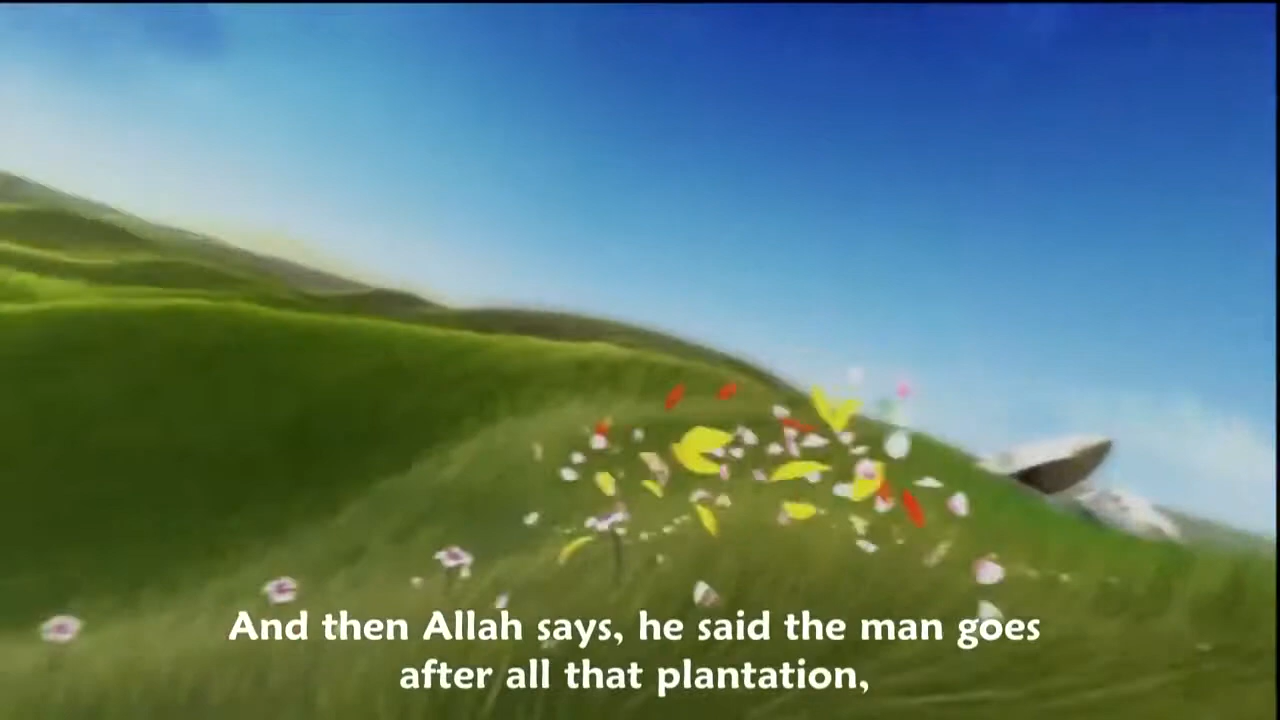 And then Allah says, he said the man goes
after all that plantation,